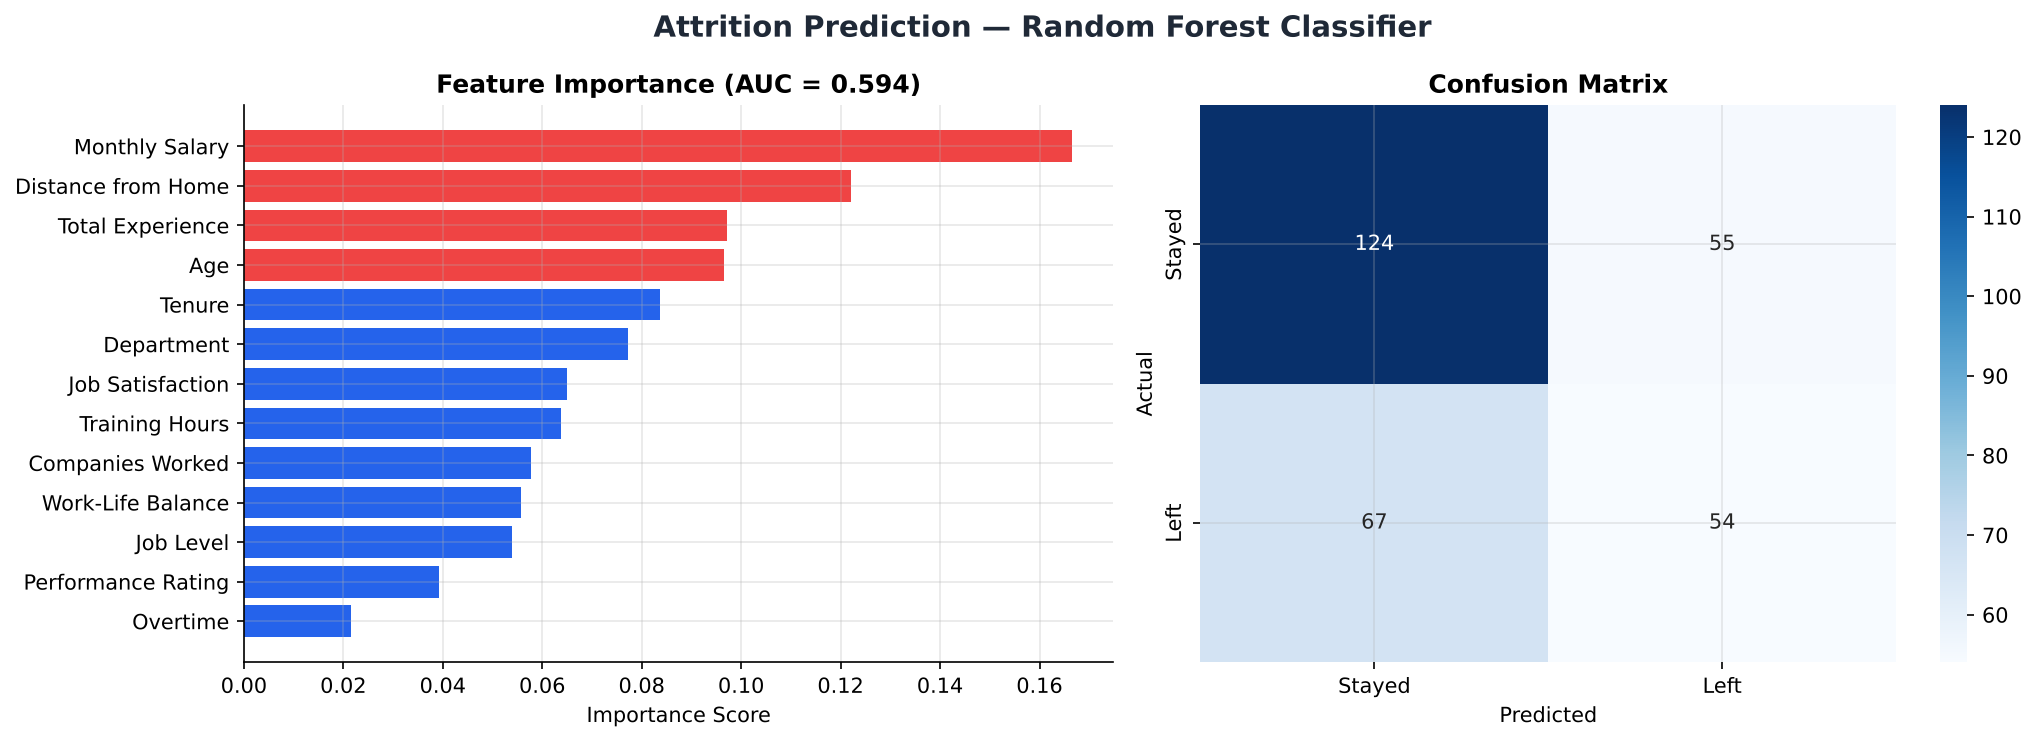 Attrition Prediction — Random Forest Classifier
Feature Importance (AUC = 0.594)
Monthly Salary
Distance from Home
Total Experience
Age
Tenure
Department
Job Satisfaction
Training Hours
Companies Worked
Work-Life Balance
Job Level
Performance Rating
Overtime
0.00 0.02 0.04 0.06 0.08 0.10 0.12 0.14 0.16
Importance Score
Confusion Matrix
Actual
Stayed
124 55
Left
67 54
Stayed Left
Predicted
120
110
100
90
80
70
60